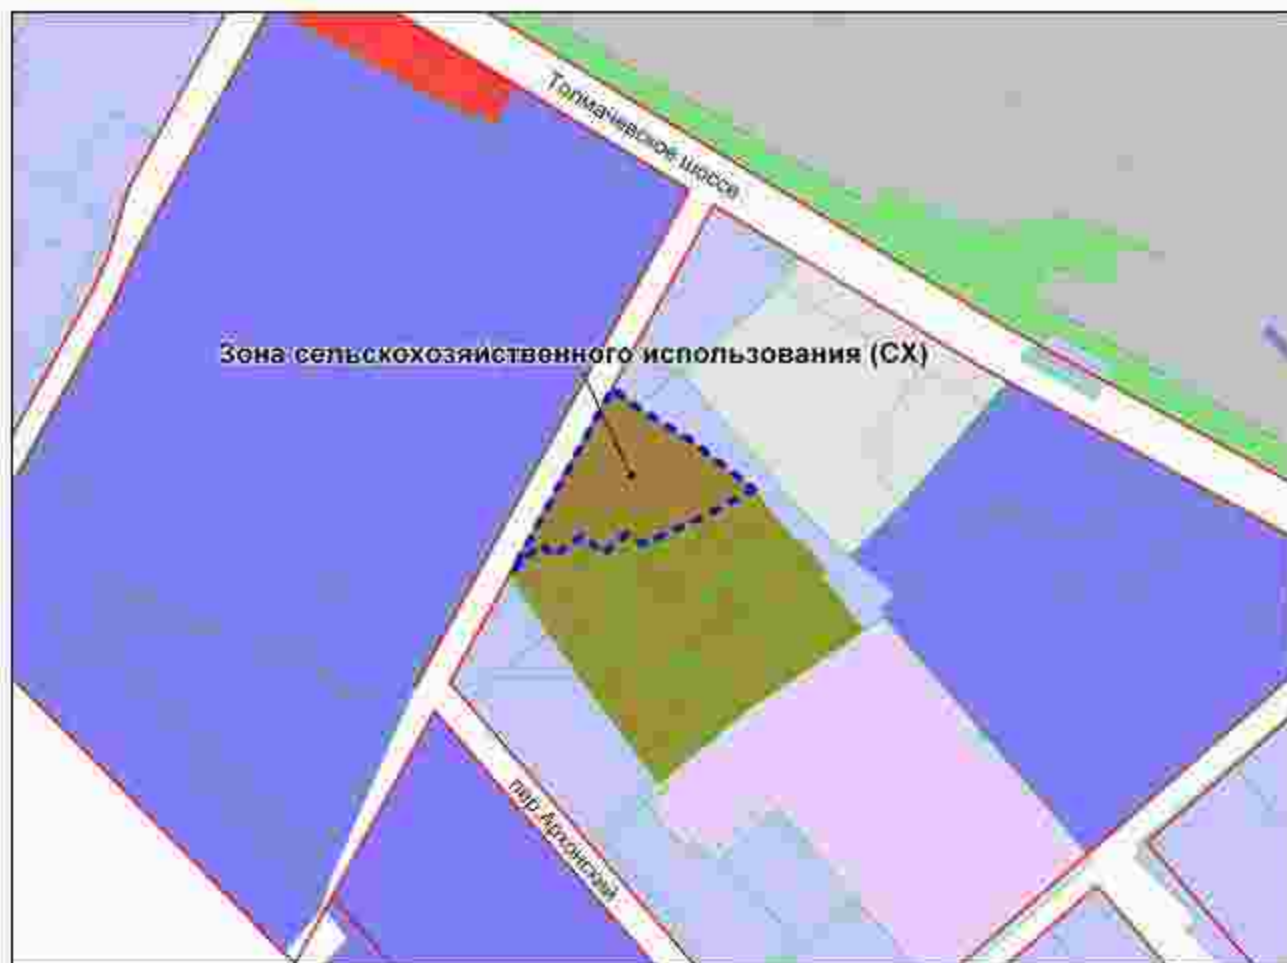 Толмачевское шоссе
Зона сельскохозяйственного использования (СХ)
пер Архонский